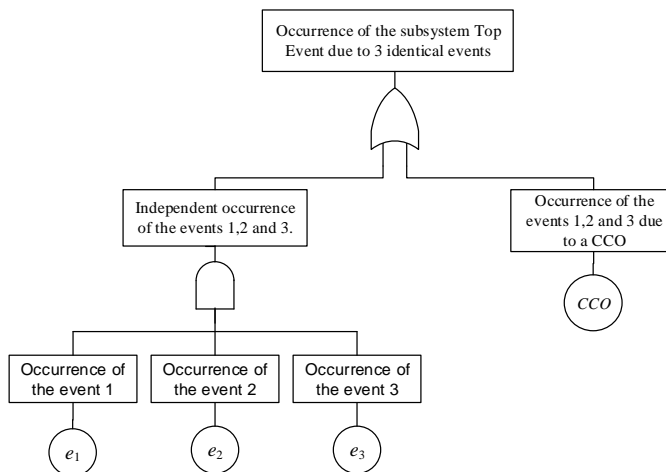 Occurrence of the subsystem Top
Event due to 3 identical events
Independent occurrence
of the events 1,2 and 3.
Occurrence of the
events 1,2 and 3 due
to a CCO
CCO
Occurrence of
the event 1
Occurrence of
the event 2
Occurrence of
the event 3
e1
e2
e3